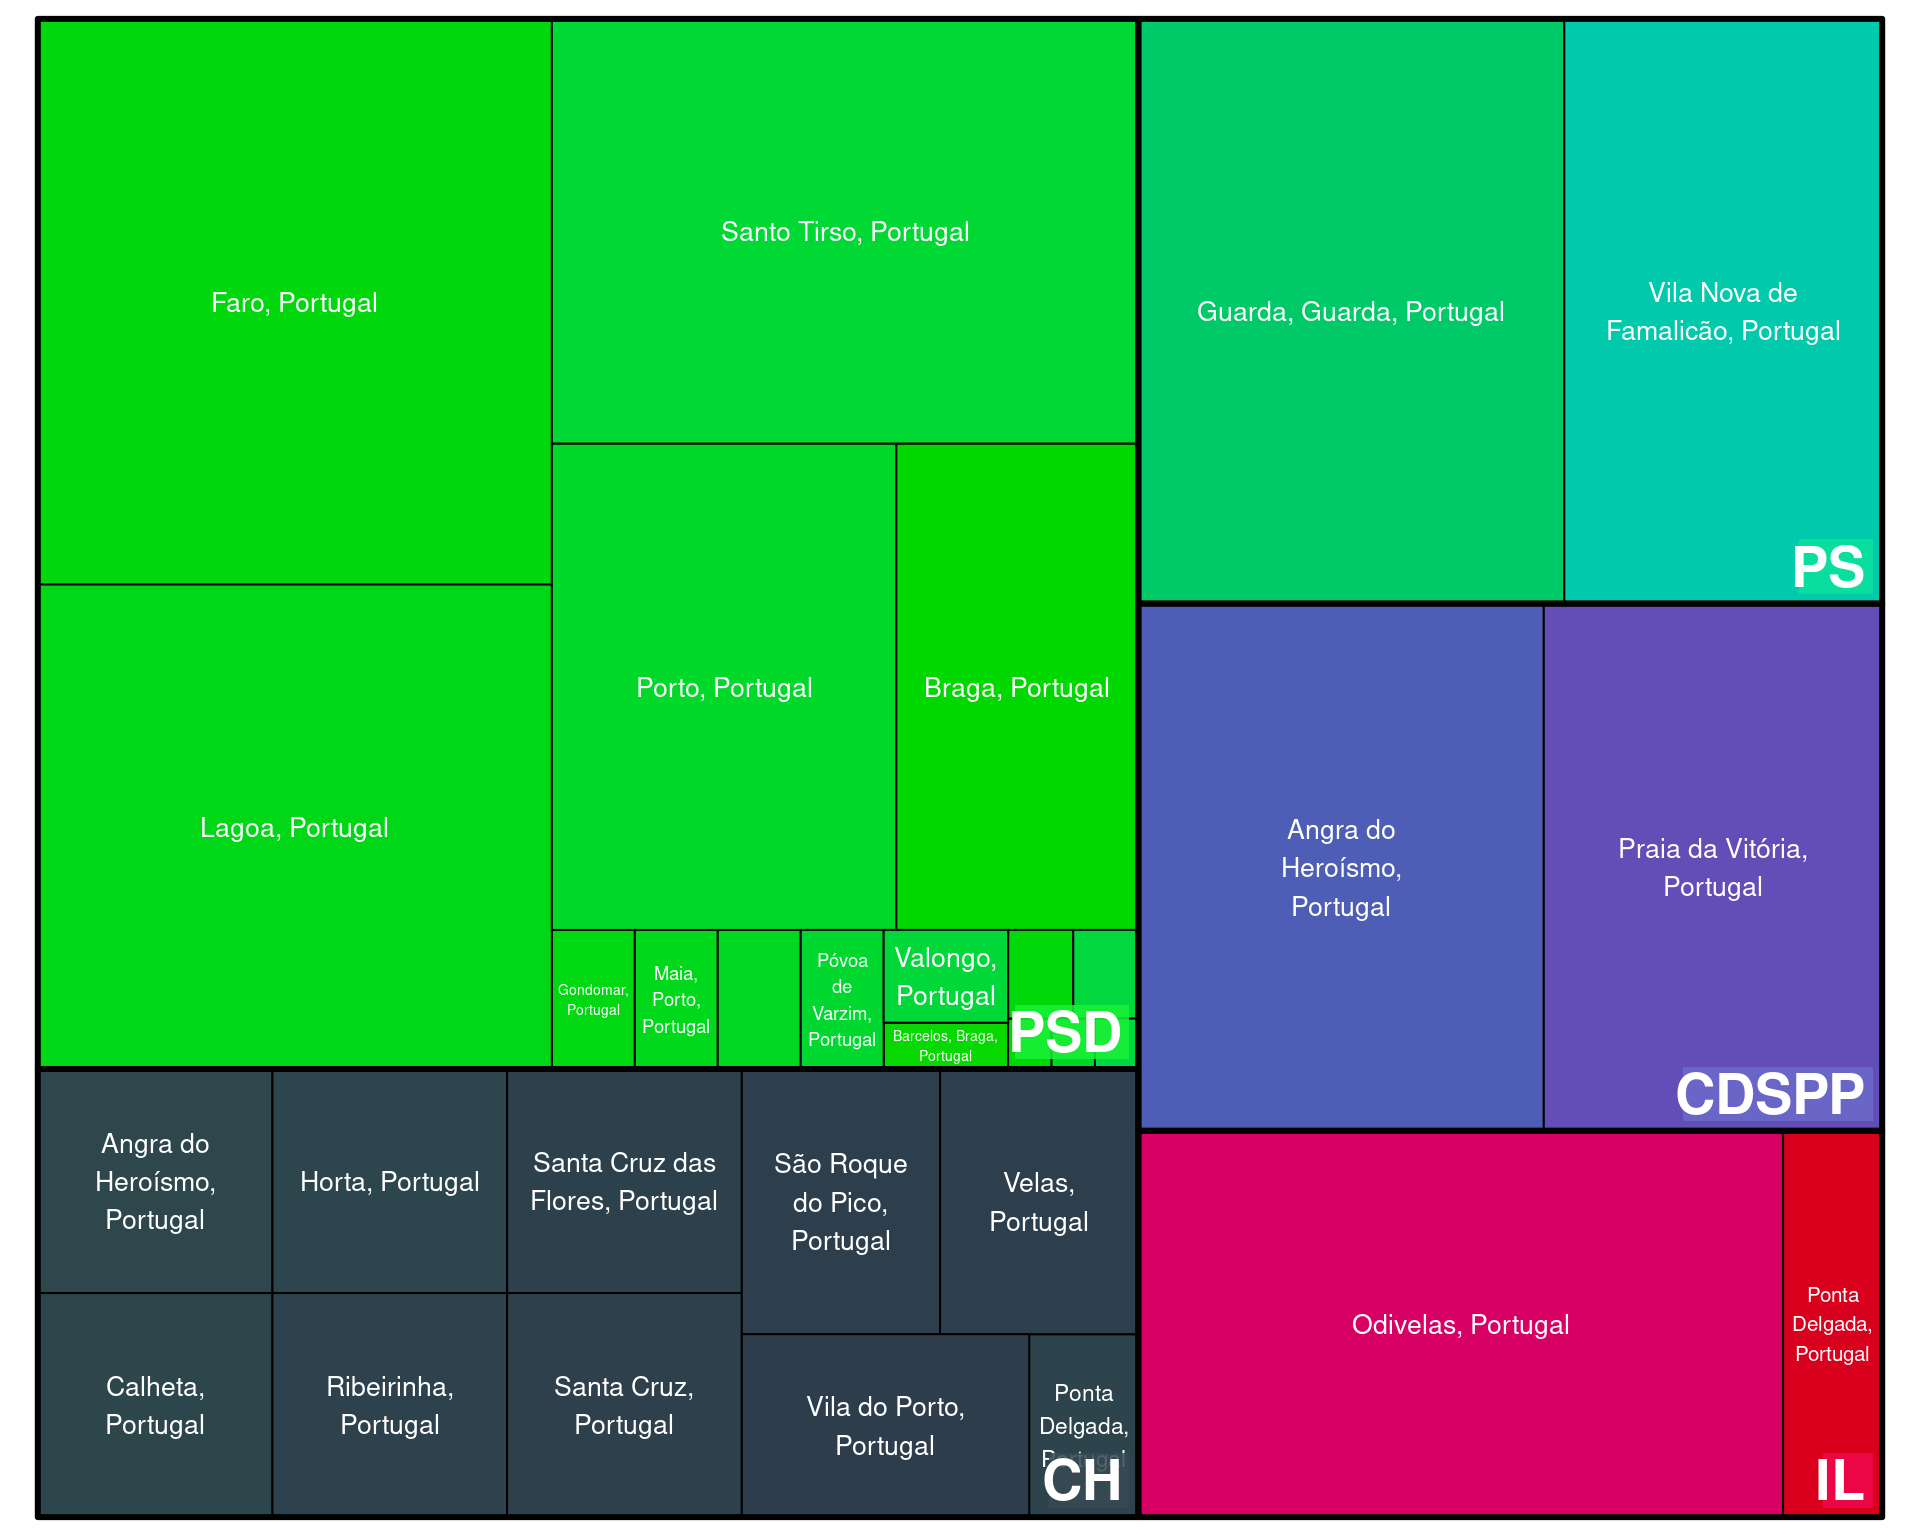 Faro, Portugal
Santo Tirso, Portugal
Guarda, Guarda, Portugal
Vila Nova de
Famalicão, Portugal
PS
Lagoa, Portugal
Porto, Portugal
Braga, Portugal
Gondomar,
Portugal
Maia,
Porto,
Portugal
Póvoa
de
Varzim,
Portugal
Valongo,
Portugal
Barcelos, Braga,
Portugal
PSD
Angra do
Heroísmo,
Portugal
Praia da Vitória,
Portugal
CDSPP
Angra do
Heroísmo,
Portugal
Horta, Portugal
Santa Cruz das
Flores, Portugal
São Roque
do Pico,
Portugal
Velas,
Portugal
Calheta,
Portugal
Ribeirinha,
Portugal
Santa Cruz,
Portugal
Vila do Porto,
Portugal
Ponta
Delgada,
Portugal
CH
Odivelas, Portugal
Ponta
Delgada,
Portugal
IL